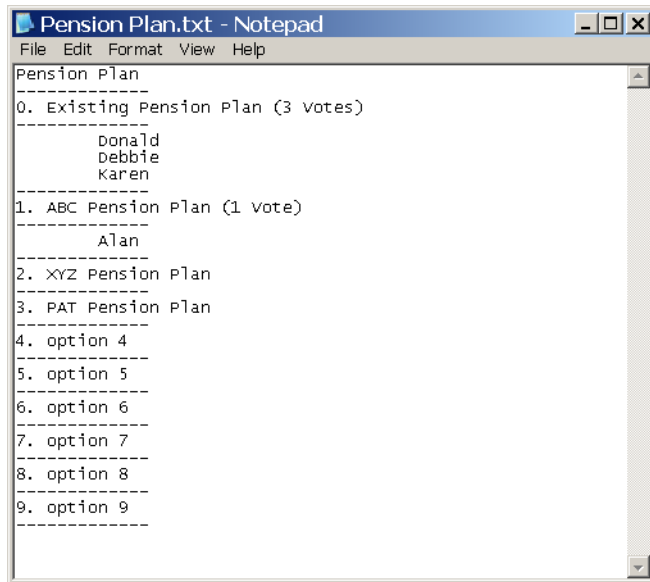 Pension Plan.txt - Notepad
File Edit Format View Help
Pension Plan
-------------
0. Existing Pension Plan (3 Votes)
-------------
Donald
Debbie
Karen
-------------
1. ABC Pension Plan (1 Vote)
-------------
Alan
-------------
2. XYZ Pension Plan
-------------
3. PAT Pension Plan
-------------
4. option 4
-------------
5. option 5
-------------
6. option 6
-------------
7. option 7
-------------
8. option 8
-------------
9. option 9
-------------